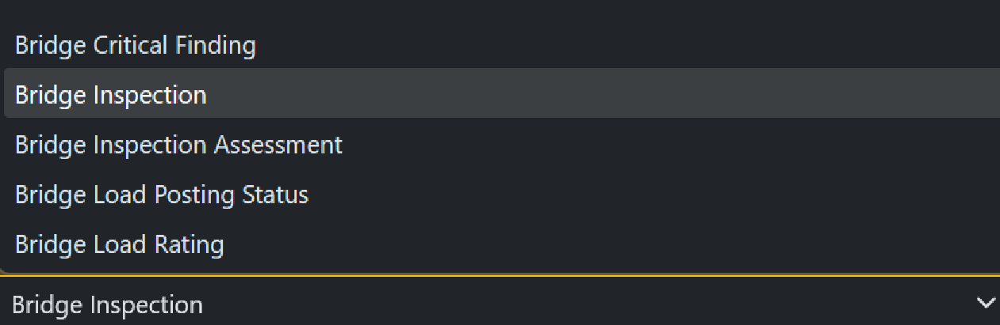 Bridge Critical Finding
Bridge Inspection
Bridge Inspection Assessment
Bridge Load Posting Status
Bridge Load Rating
Bridge Inspection